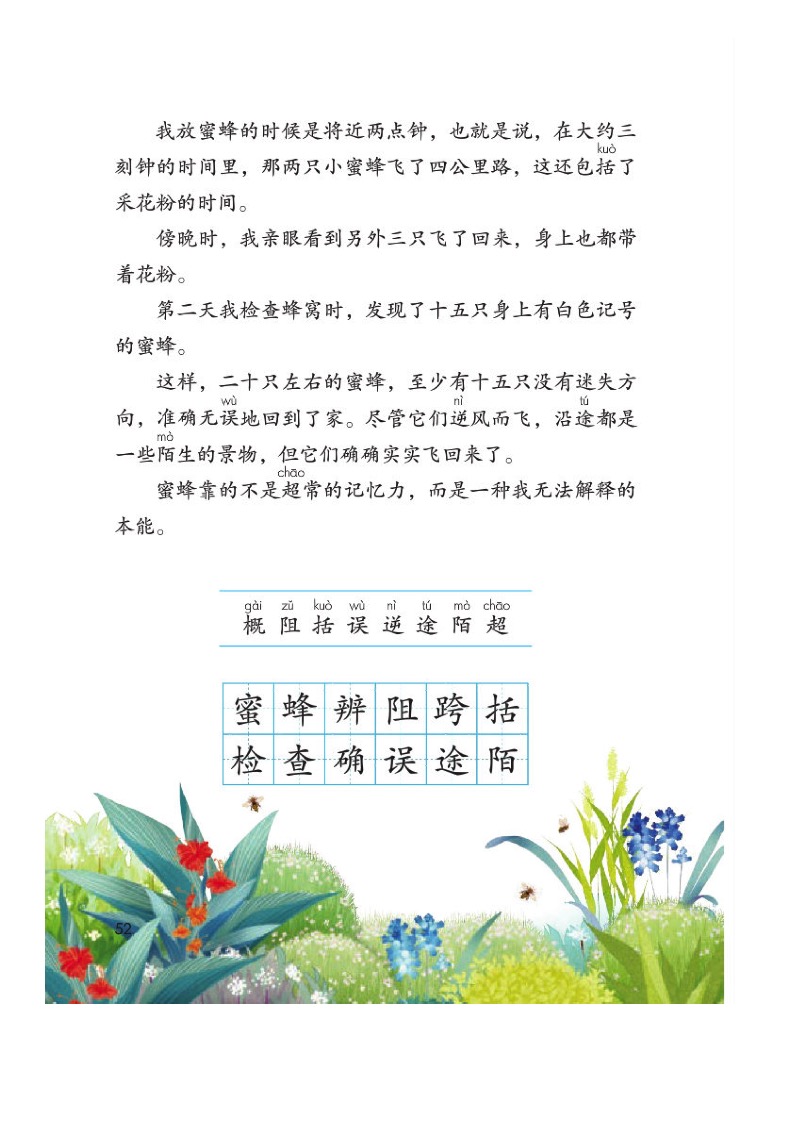 我放蜜蜂的时候是将近两点钟，也就是说，在大约三
kuò
刻钟的时间里，那两只小蜜蜂飞了四公里路，这还包括了
采花粉的时间。
傍晚时，我亲眼看到另外三只飞了回来，身上也都带
着花粉。
第二天我检查蜂窝时，发现了十五只身上有白色记号
的蜜蜂。
这样，二十只左右的蜜蜂，至少有十五只没有迷失方
wù nì tú
向，准确无误地回到了家。尽管它们逆风而飞，沿途都是
mò
一些陌生的景物，但它们确确实实飞回来了。
chāo
蜜蜂靠的不是超常的记忆力，而是一种我无法解释的
本能。
gài zǔ kuò wù nì tú mò chāo
概 阻 括 误 逆 途 陌 超
蜜 蜂 辨 阻 跨 括
检 查 确 误 途 陌
52